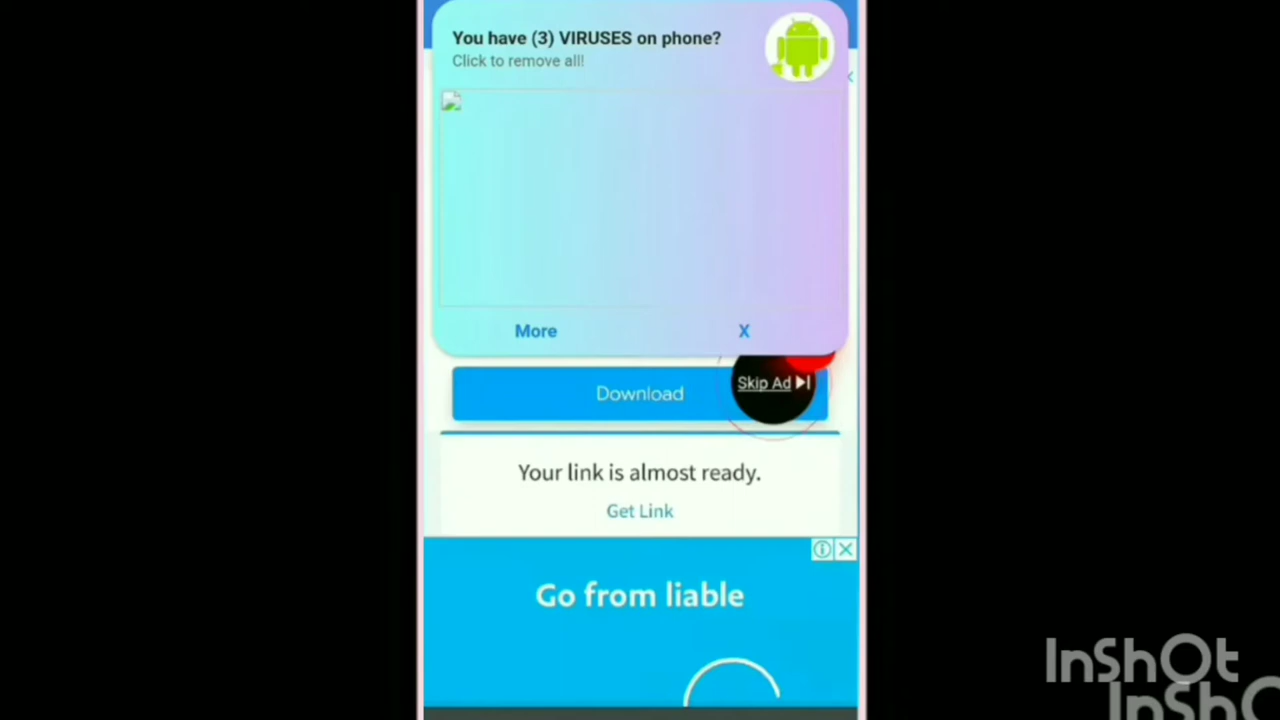 You have (3) VIRUSES on phone?
Click to remove all!
More
X
Skip Ad
Download
Your link is almost ready.
Get Link
Go from liable
InShOt
InShO